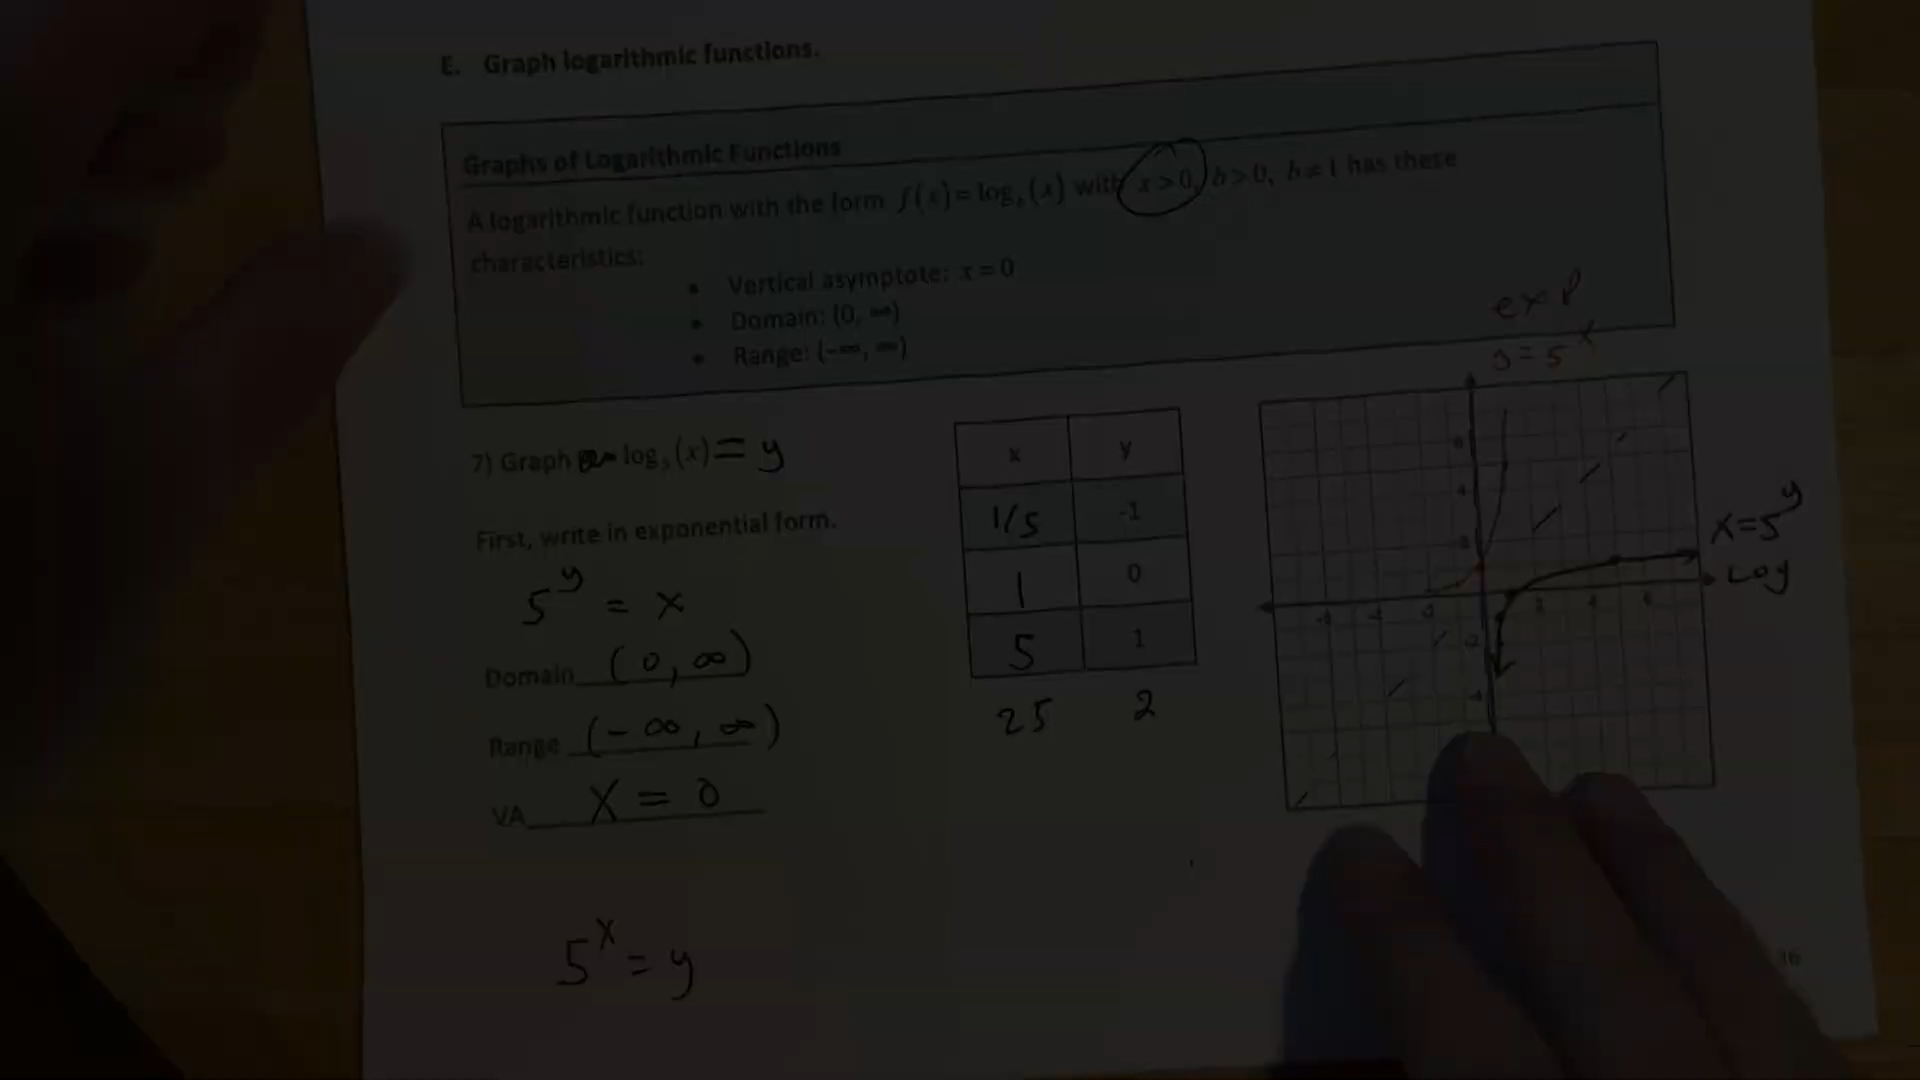 E. Graph logarithmic functions.
Graphs of Logarithmic Functions
A logarithmic function with the form f(x)=log_b(x) with x>0, b>0, b≠1 has these
characteristics:
• Vertical asymptote: x=0
• Domain: (0, ∞)
• Range: (-∞, ∞)
exp
y=5^x
7) Graph log_5(x)=y
First, write in exponential form.
5^y = x
Domain (0, ∞)
Range (-∞, ∞)
VA X = 0
x y
1/5 -1
1 0
5 1
25 2
x=5^y
Log
5^x=y
36